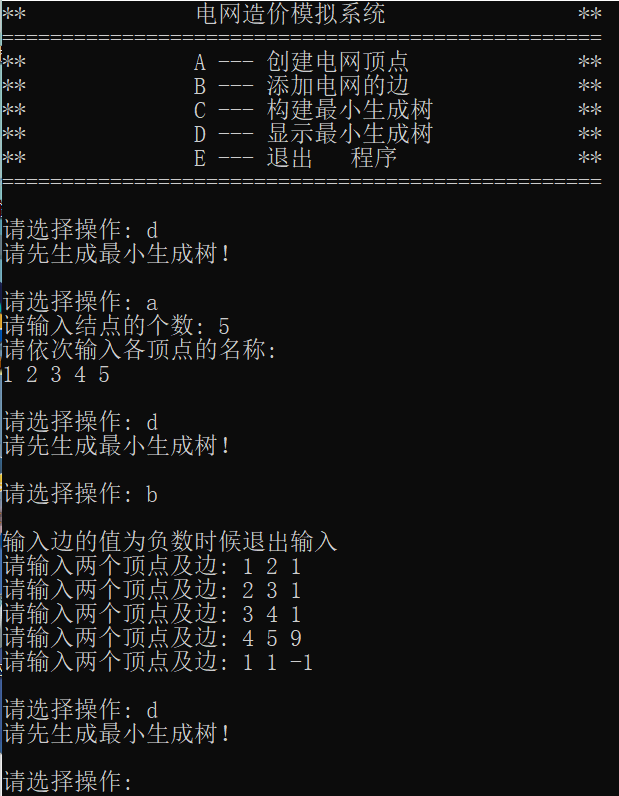 ** 电网造价模拟系统 **
==================================================
** A --- 创建电网顶点 **
** B --- 添加电网的边 **
** C --- 构建最小生成树 **
** D --- 显示最小生成树 **
** E --- 退出 程序 **
==================================================
请选择操作: d
请先生成最小生成树!
请选择操作: a
请输入结点的个数: 5
请依次输入各顶点的名称:
1 2 3 4 5
请选择操作: d
请先生成最小生成树!
请选择操作: b
输入边的值为负数时候退出输入
请输入两个顶点及边: 1 2 1
请输入两个顶点及边: 2 3 1
请输入两个顶点及边: 3 4 1
请输入两个顶点及边: 4 5 9
请输入两个顶点及边: 1 1 -1
请选择操作: d
请先生成最小生成树!
请选择操作: